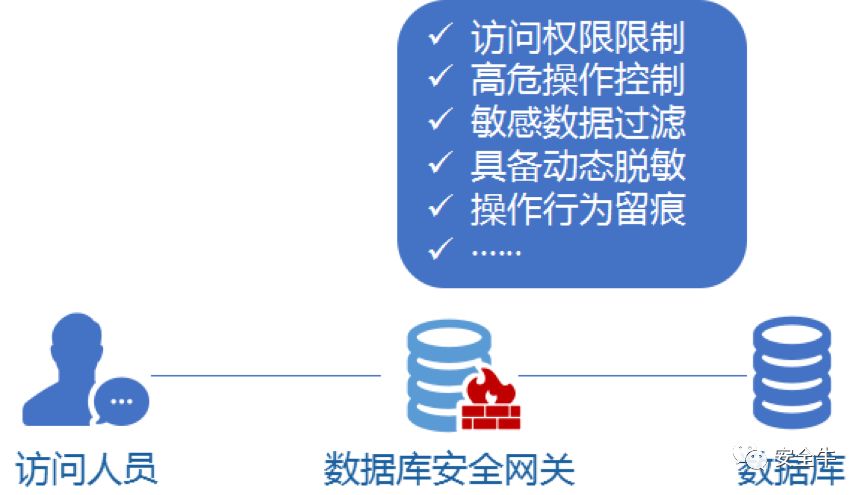 访问权限限制
高危操作控制
敏感数据过滤
具备动态脱敏
操作行为留痕
……
访问人员
数据库安全网关
数据库
安全牛